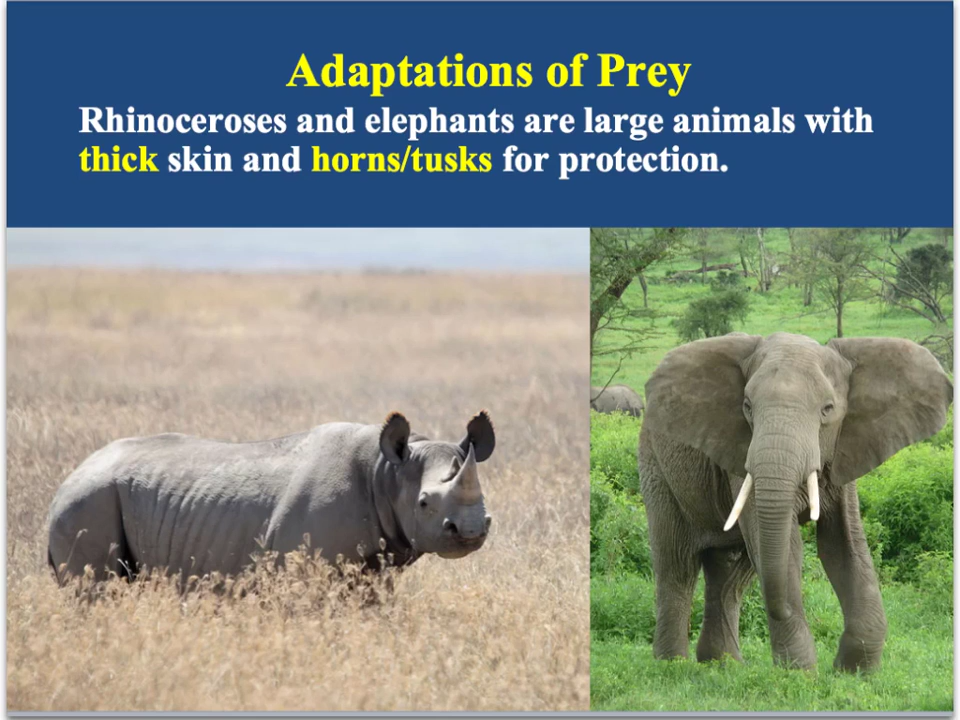 Adaptations of Prey
Rhinoceroses and elephants are large animals with
thick skin and horns/tusks for protection.